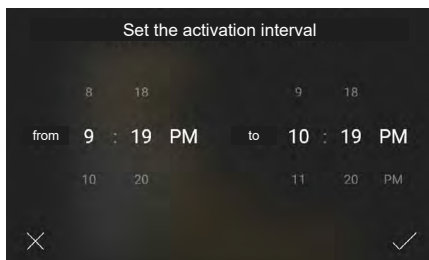 Set the activation interval
8 18 9 18
from 9 : 19 PM to 10 : 19 PM
10 20 11 20 PM